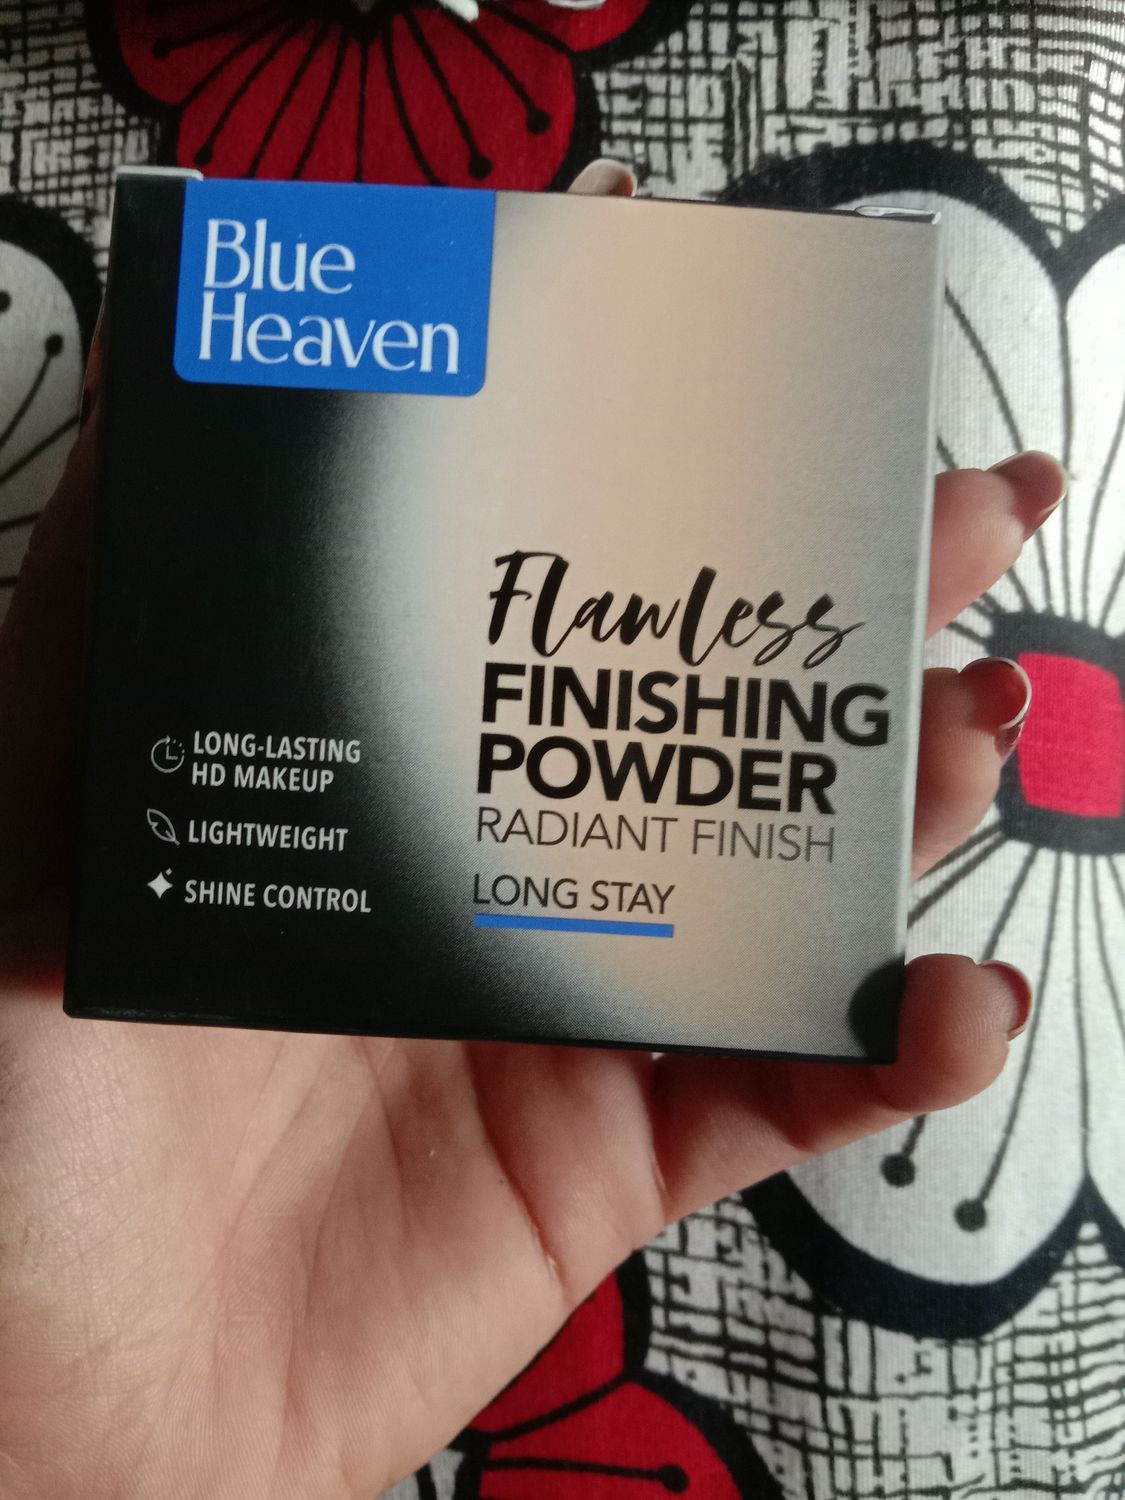 Blue
Heaven
Flawless
FINISHING
POWDER
RADIANT FINISH
LONG STAY
LONG-LASTING
HD MAKEUP
LIGHTWEIGHT
SHINE CONTROL